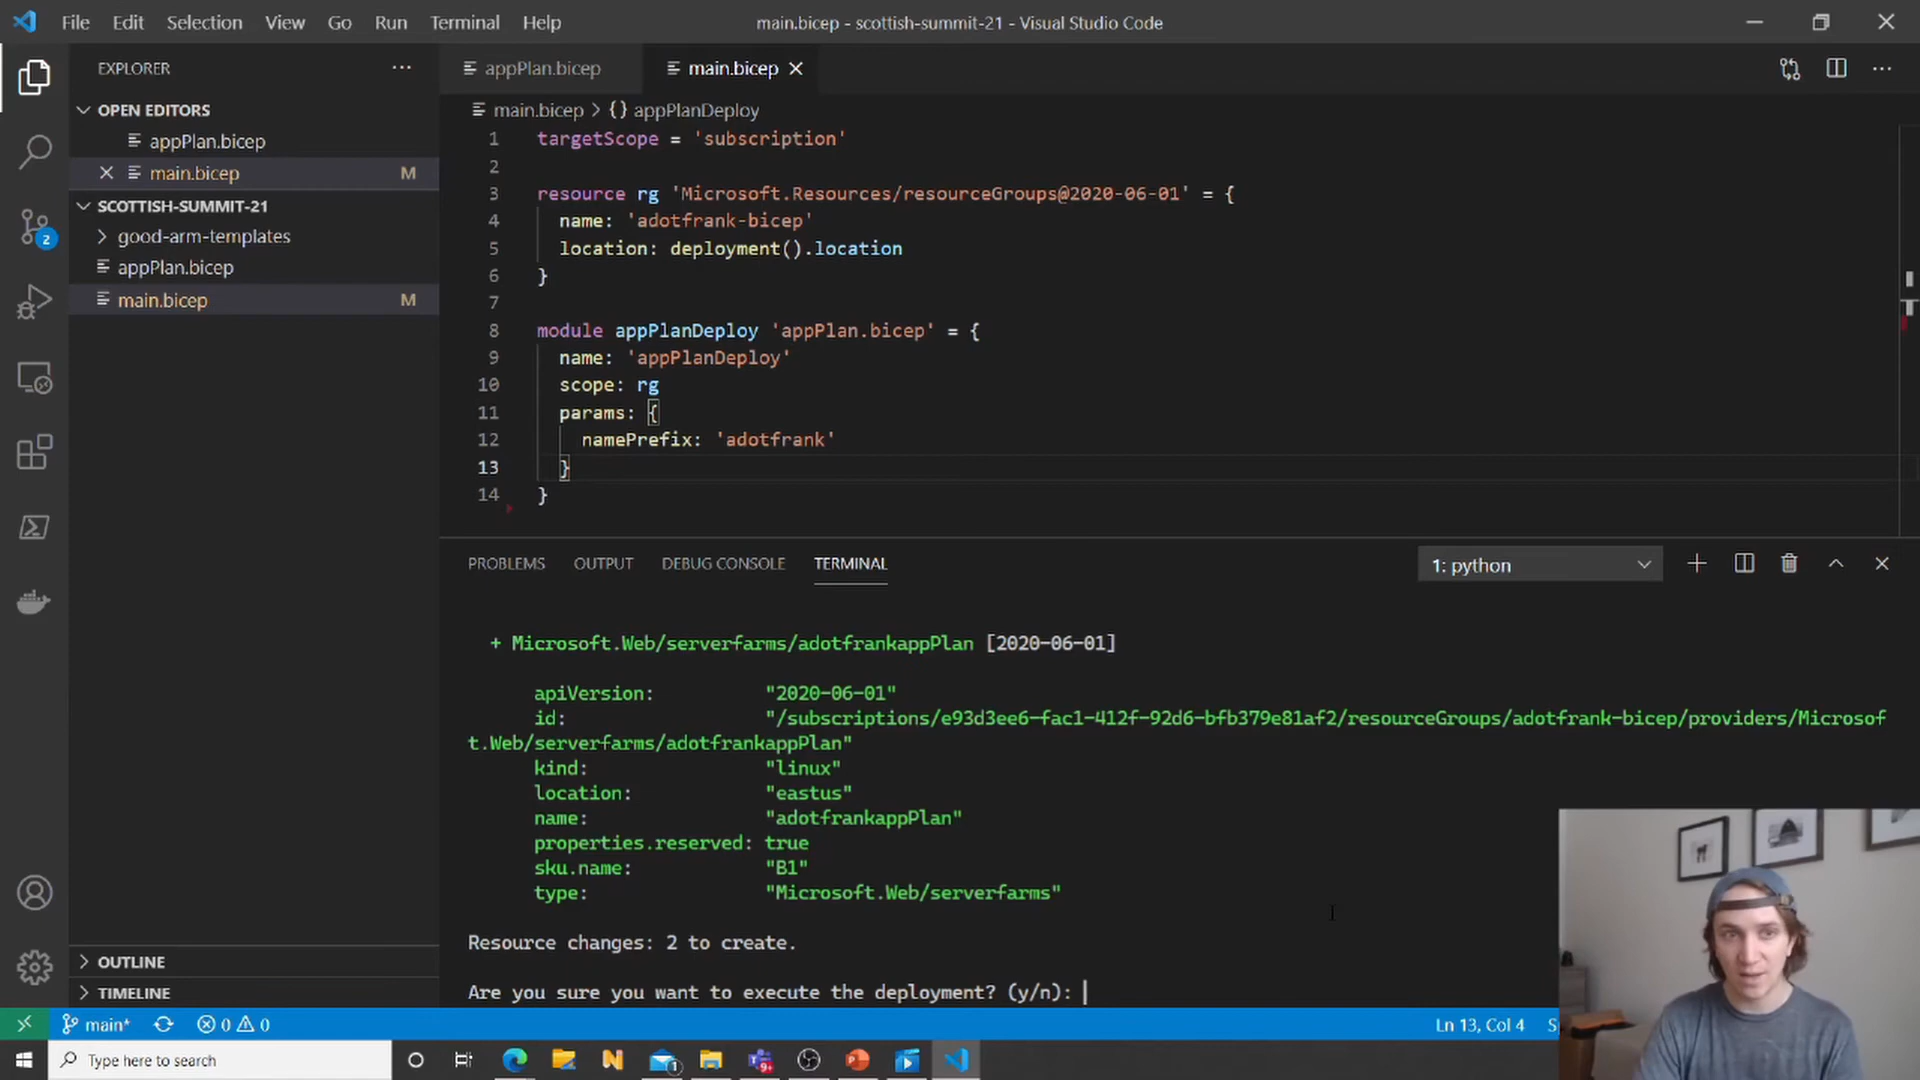 File Edit Selection View Go Run Terminal Help
main.bicep - scottish-summit-21 - Visual Studio Code
EXPLORER
OPEN EDITORS
appPlan.bicep
main.bicep M
SCOTTISH-SUMMIT-21
good-arm-templates
appPlan.bicep
main.bicep M
2
OUTLINE
TIMELINE
appPlan.bicep
main.bicep
main.bicep > {} appPlanDeploy
1 targetScope = 'subscription'
2
3 resource rg 'Microsoft.Resources/resourceGroups@2020-06-01' = {
4 name: 'adotfrank-bicep'
5 location: deployment().location
6 }
7
8 module appPlanDeploy 'appPlan.bicep' = {
9 name: 'appPlanDeploy'
10 scope: rg
11 params: {
12 namePrefix: 'adotfrank'
13 }
14 }
PROBLEMS OUTPUT DEBUG CONSOLE TERMINAL
1: python
+ Microsoft.Web/serverfarms/adotfrankappPlan [2020-06-01]
apiVersion: "2020-06-01"
id: "/subscriptions/e93d3ee6-fac1-412f-92d6-bfb379e81af2/resourceGroups/adotfrank-bicep/providers/Microsof
t.Web/serverfarms/adotfrankappPlan"
kind: "linux"
location: "eastus"
name: "adotfrankappPlan"
properties.reserved: true
sku.name: "B1"
type: "Microsoft.Web/serverfarms"
Resource changes: 2 to create.
Are you sure you want to execute the deployment? (y/n):
main* 0 0
Ln 13, Col 4 S
Type here to search